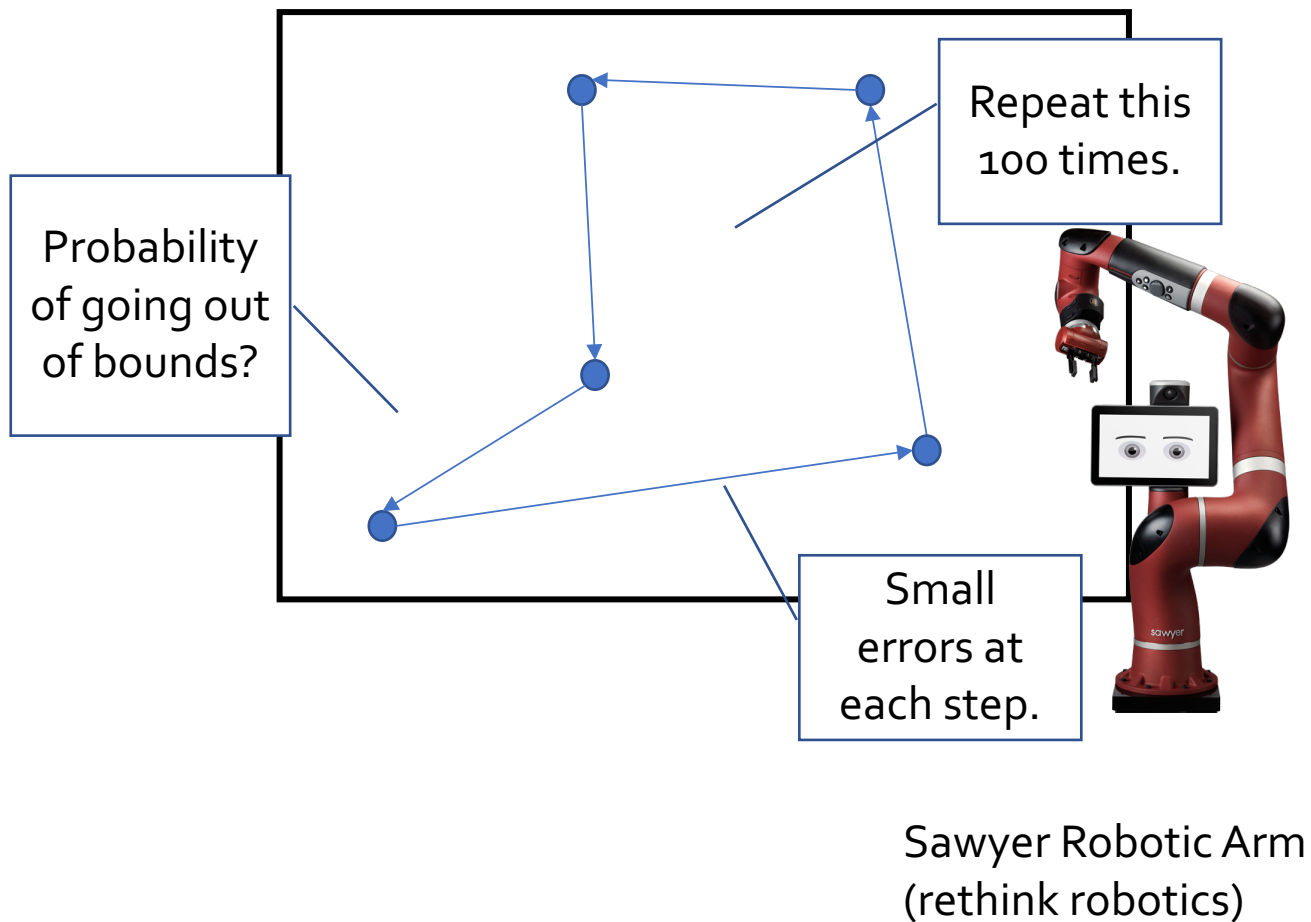 Repeat this
100 times.
Probability
of going out
of bounds?
Small
errors at
each step.
sawyer
Sawyer Robotic Arm
(rethink robotics)